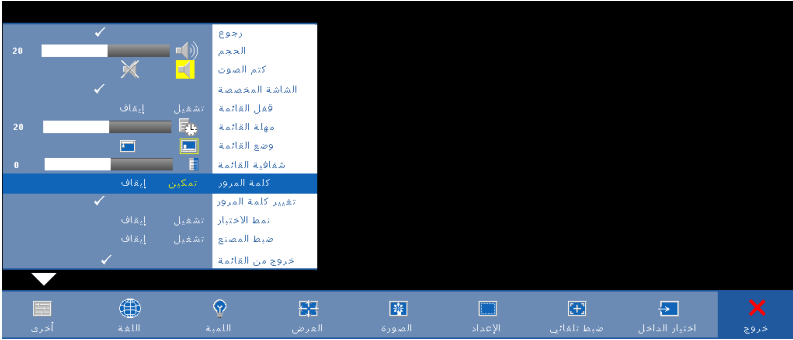 رجوع
الحجم 20
كتم الصوت
الشاشة المخصصة
قفل القائمة تشغيل إيقاف
مهلة القائمة 20
وضع القائمة
شفافية القائمة 0
كلمة المرور تمكين إيقاف
تغيير كلمة المرور
نمط الاختبار تشغيل إيقاف
ضبط المصنع تشغيل إيقاف
خروج من القائمة
خروج اختيار الداخل ضبط تلقائي الإعداد الصورة العرض اللمبة اللغة أخرى